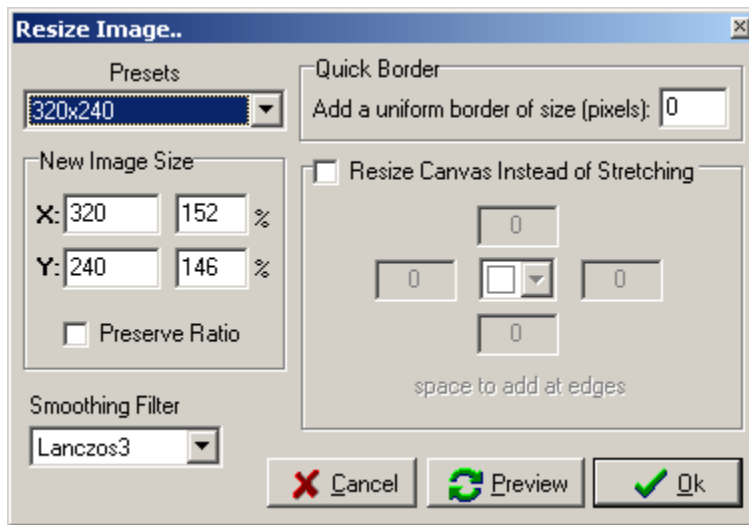 Resize Image..
Presets
320x240
Quick Border
Add a uniform border of size (pixels): 0
New Image Size
X: 320 152 %
Y: 240 146 %
Preserve Ratio
Resize Canvas Instead of Stretching
0
0 0
0
space to add at edges
Smoothing Filter
Lanczos3
Cancel Preview Ok